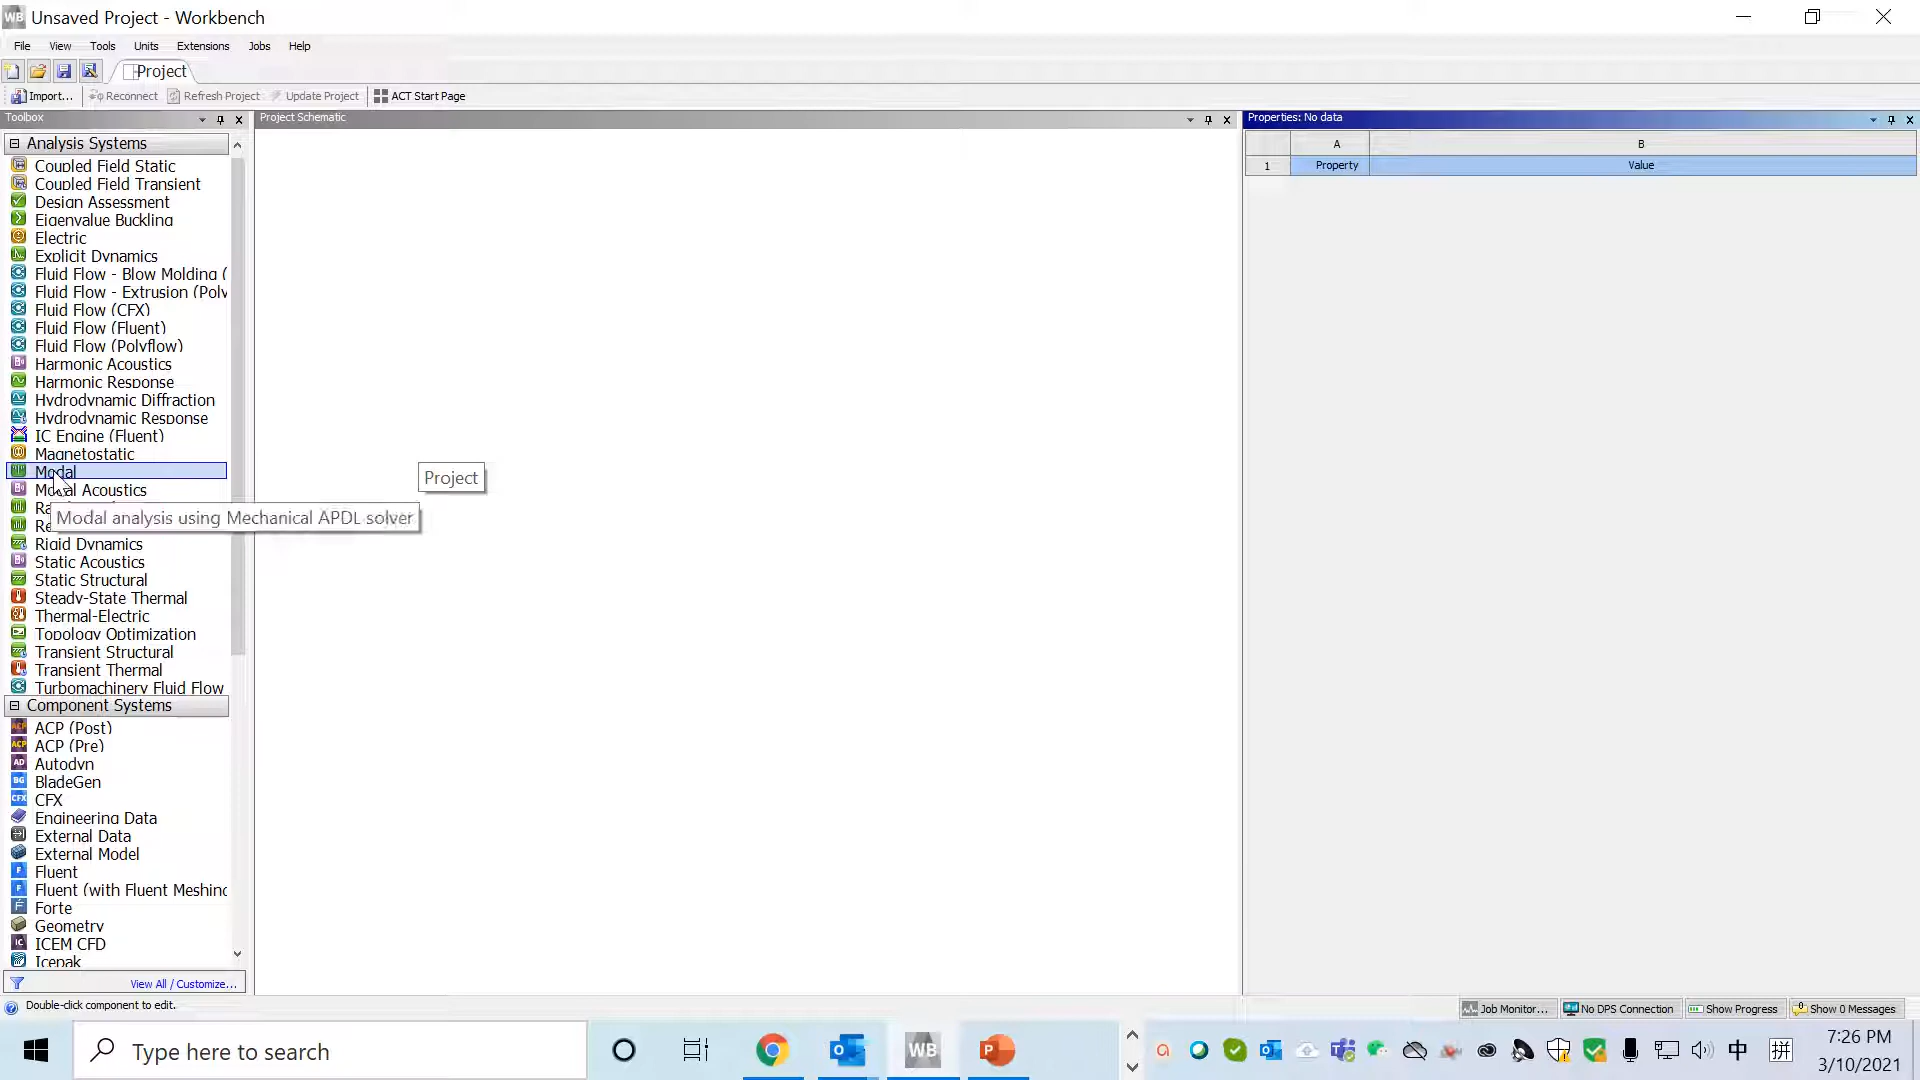 WB Unsaved Project - Workbench
File View Tools Units Extensions Jobs Help
Project
Import... Reconnect Refresh Project Update Project ACT Start Page
Toolbox
Analysis Systems
Coupled Field Static
Coupled Field Transient
Design Assessment
Eigenvalue Buckling
Electric
Explicit Dynamics
Fluid Flow - Blow Molding (
Fluid Flow - Extrusion (Poly
Fluid Flow (CFX)
Fluid Flow (Fluent)
Fluid Flow (Polyflow)
Harmonic Acoustics
Harmonic Response
Hydrodynamic Diffraction
Hydrodynamic Response
IC Engine (Fluent)
Magnetostatic
Modal
Modal Acoustics
Ra
Re
Modal analysis using Mechanical APDL solver
Rigid Dynamics
Static Acoustics
Static Structural
Steady-State Thermal
Thermal-Electric
Topology Optimization
Transient Structural
Transient Thermal
Turbomachinery Fluid Flow
Component Systems
ACP (Post)
ACP (Pre)
Autodyn
BladeGen
CFX
Engineering Data
External Data
External Model
Fluent
Fluent (with Fluent Meshing
Forte
Geometry
ICEM CFD
Icepak
View All / Customize...
Project Schematic
Project
Properties: No data
A B
1 Property Value
Double-click component to edit.
Job Monitor... No DPS Connection Show Progress Show 0 Messages
Type here to search
WB
中
拼
7:26 PM
3/10/2021